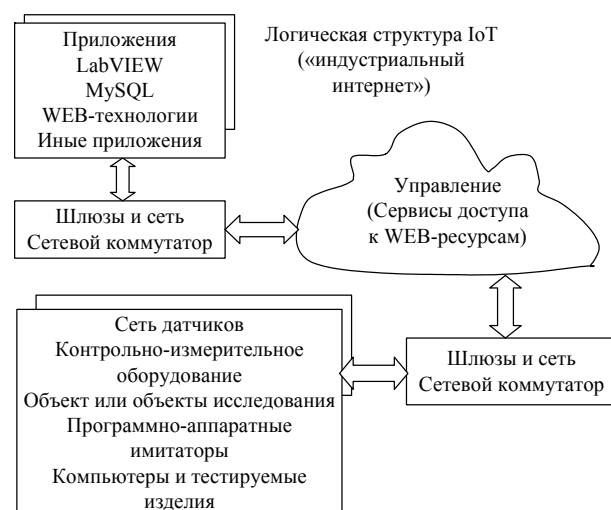 Приложения
LabVIEW
MySQL
WEB-технологии
Иные приложения
Логическая структура IoT
(«индустриальный
интернет»)
Шлюзы и сеть
Сетевой коммутатор
Управление
(Сервисы доступа
к WEB-ресурсам)
Сеть датчиков
Контрольно-измерительное
оборудование
Объект или объекты исследования
Программно-аппаратные
имитаторы
Компьютеры и тестируемые
изделия
Шлюзы и сеть
Сетевой коммутатор